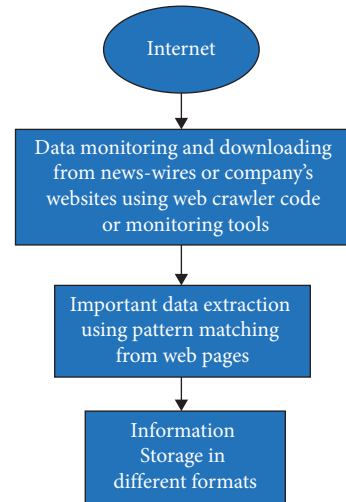 Internet
Data monitoring and downloading
from news-wires or company's
websites using web crawler code
or monitoring tools
Important data extraction
using pattern matching
from web pages
Information
Storage in
different formats